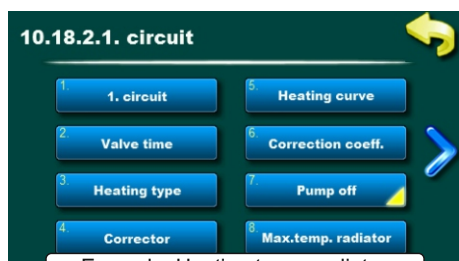 10.18.2.1. circuit
1. 1. circuit
5. Heating curve
2. Valve time
6. Correction coeff.
3. Heating type
7. Pump off
4. Corrector
8. Max.temp. radiator